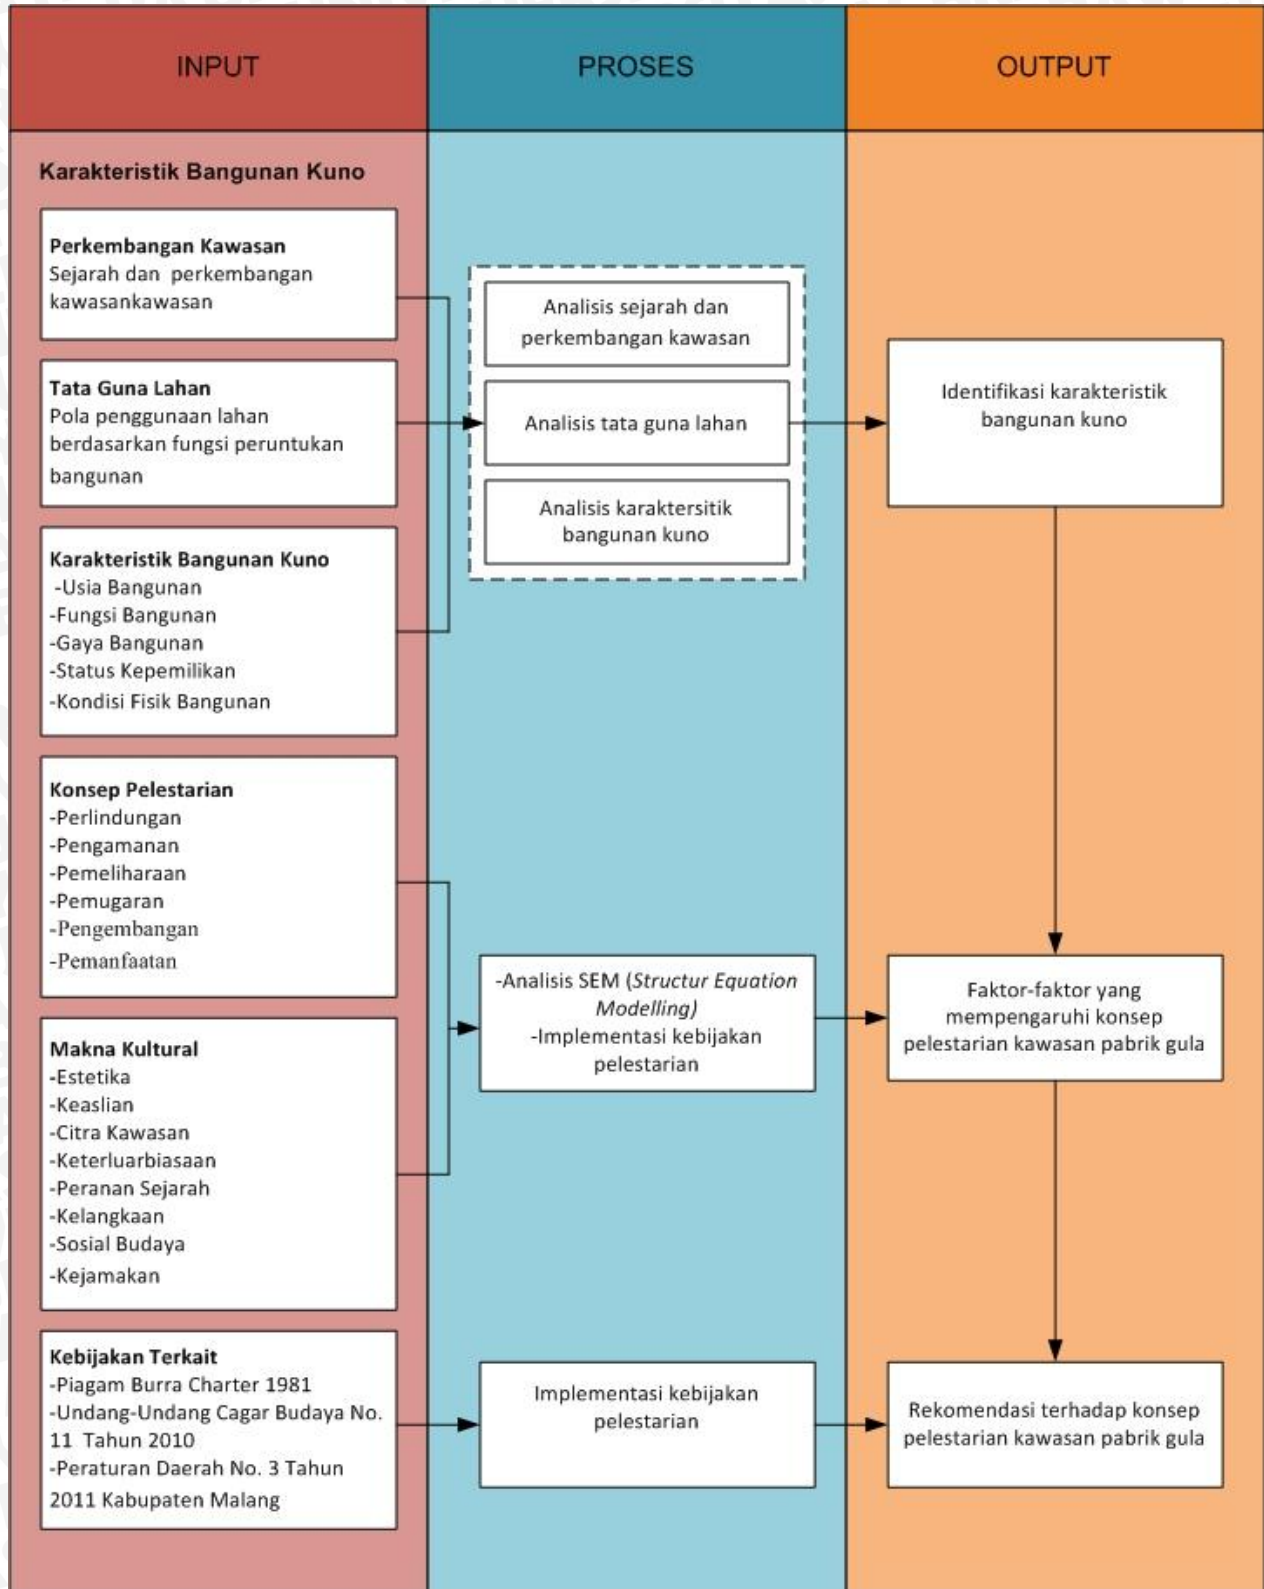 INPUT
PROSES
OUTPUT
Karakteristik Bangunan Kuno
Perkembangan Kawasan
Sejarah dan perkembangan
kawasankawasan
Tata Guna Lahan
Pola penggunaan lahan
berdasarkan fungsi peruntukan
bangunan
Karakteristik Bangunan Kuno
-Usia Bangunan
-Fungsi Bangunan
-Gaya Bangunan
-Status Kepemilikan
-Kondisi Fisik Bangunan
Konsep Pelestarian
-Perlindungan
-Pengamanan
-Pemeliharaan
-Pemugaran
-Pengembangan
-Pemanfaatan
Makna Kultural
-Estetika
-Keaslian
-Citra Kawasan
-Keterluarbiasaan
-Peranan Sejarah
-Kelangkaan
-Sosial Budaya
-Kejamakan
Kebijakan Terkait
-Piagam Burra Charter 1981
-Undang-Undang Cagar Budaya No.
11 Tahun 2010
-Peraturan Daerah No. 3 Tahun
2011 Kabupaten Malang
Analisis sejarah dan
perkembangan kawasan
Analisis tata guna lahan
Analisis karaktersitik
bangunan kuno
-Analisis SEM (Structur Equation
Modelling)
-Implementasi kebijakan
pelestarian
Implementasi kebijakan
pelestarian
Identifikasi karakteristik
bangunan kuno
Faktor-faktor yang
mempengaruhi konsep
pelestarian kawasan pabrik gula
Rekomendasi terhadap konsep
pelestarian kawasan pabrik gula